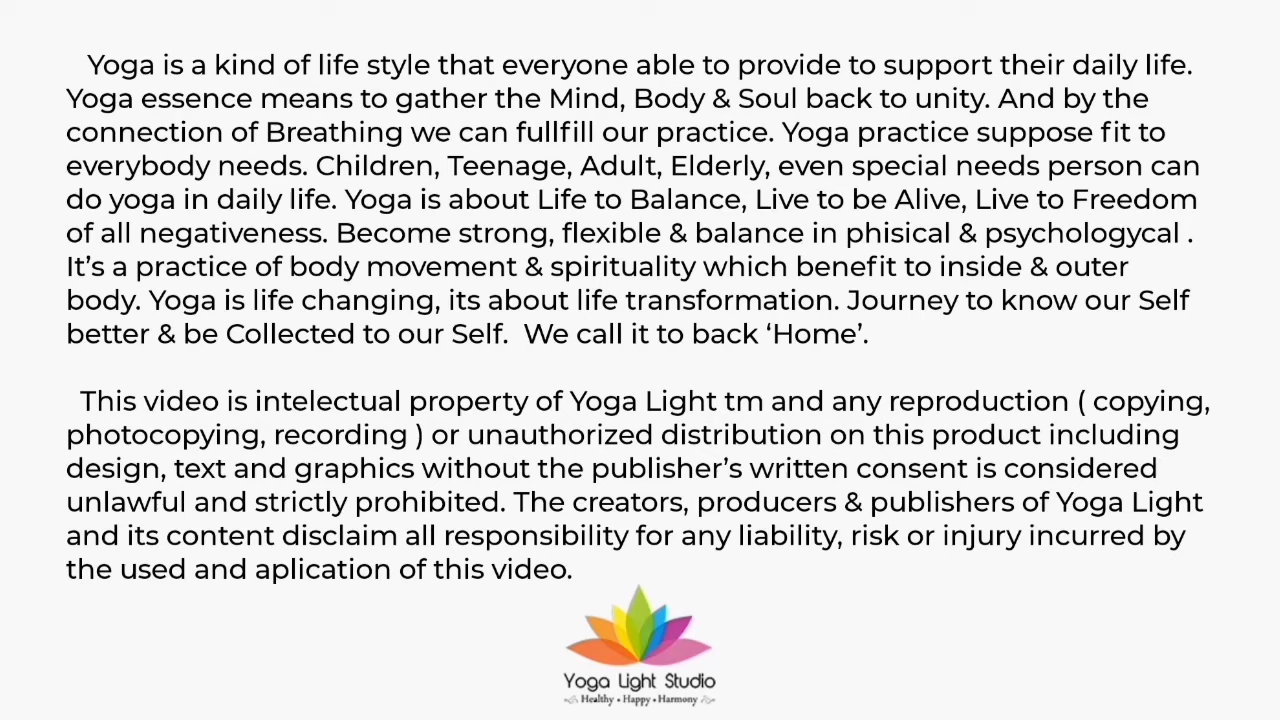 Yoga is a kind of life style that everyone able to provide to support their daily life.
Yoga essence means to gather the Mind, Body & Soul back to unity. And by the
connection of Breathing we can fullfill our practice. Yoga practice suppose fit to
everybody needs. Children, Teenage, Adult, Elderly, even special needs person can
do yoga in daily life. Yoga is about Life to Balance, Live to be Alive, Live to Freedom
of all negativeness. Become strong, flexible & balance in phisical & psychologycal .
It’s a practice of body movement & spirituality which benefit to inside & outer
body. Yoga is life changing, its about life transformation. Journey to know our Self
better & be Collected to our Self.  We call it to back ‘Home’.
This video is intelectual property of Yoga Light tm and any reproduction ( copying,
photocopying, recording ) or unauthorized distribution on this product including
design, text and graphics without the publisher’s written consent is considered
unlawful and strictly prohibited. The creators, producers & publishers of Yoga Light
and its content disclaim all responsibility for any liability, risk or injury incurred by
the used and aplication of this video.
Yoga Light Studio
Healthy • Happy • Harmony